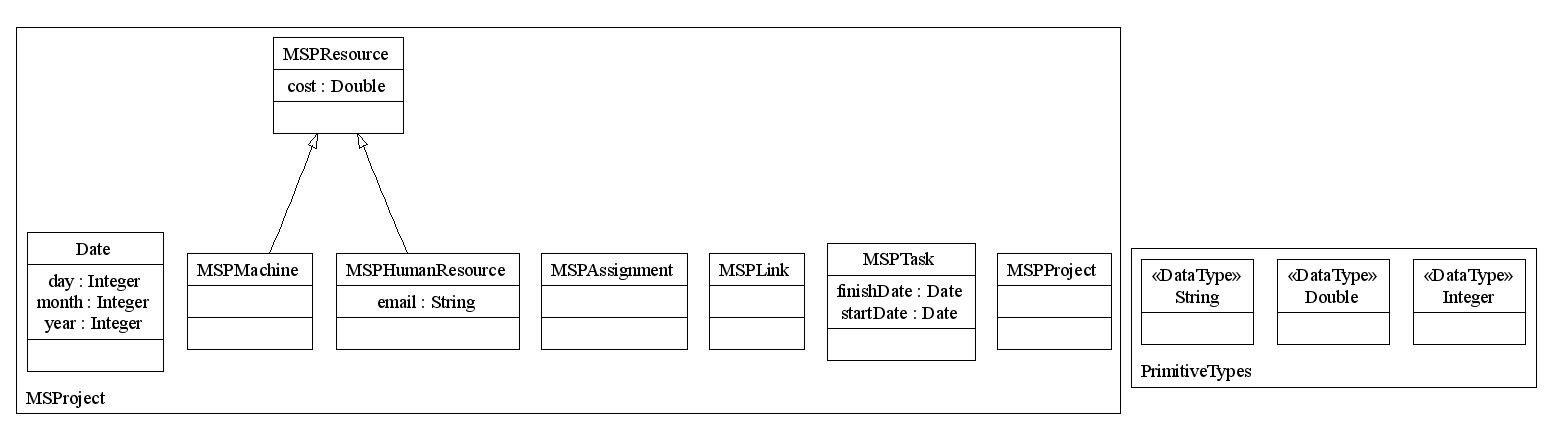 MSPResource
cost : Double
Date
day : Integer
month : Integer
year : Integer
MSPMachine
MSPHumanResource
email : String
MSPAssignment
MSPLink
MSPTask
finishDate : Date
startDate : Date
MSPProject
MSProject
«DataType»
String
«DataType»
Double
«DataType»
Integer
PrimitiveTypes